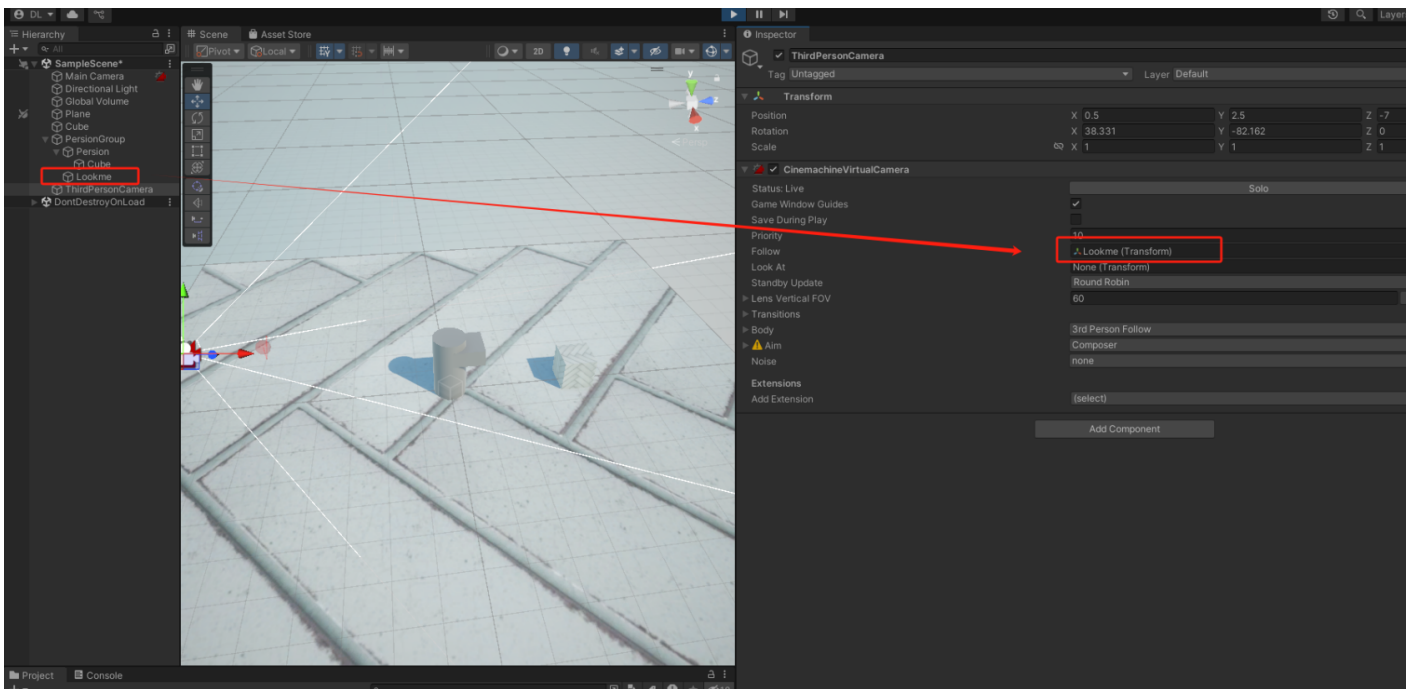 DL
Layer
Hierarchy
All
SampleScene*
Main Camera
Directional Light
Global Volume
Plane
Cube
PersionGroup
Persion
Cube
Lookme
ThirdPersonCamera
DontDestroyOnLoad
Scene
Asset Store
Pivot
Local
2D
y
z
x
Persp
Inspector
ThirdPersonCamera
Tag Untagged
Layer Default
Transform
Position X 0.5 Y 2.5 Z -7
Rotation X 38.331 Y -82.162 Z 0
Scale X 1 Y 1 Z 1
CinemachineVirtualCamera
Status: Live Solo
Game Window Guides
Save During Play
Priority 10
Follow Lookme (Transform)
Look At None (Transform)
Standby Update Round Robin
Lens Vertical FOV 60
Transitions
Body 3rd Person Follow
Aim Composer
Noise none
Extensions
Add Extension (select)
Add Component
Project
Console